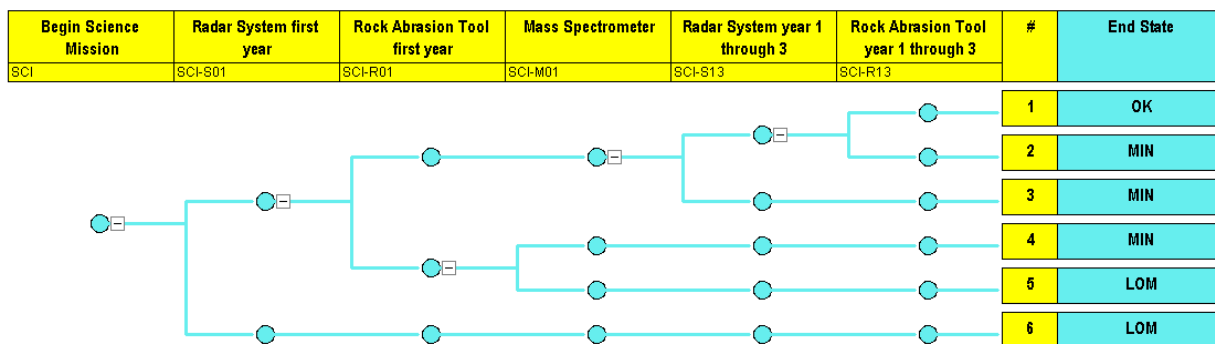 Begin Science
Mission
Radar System first
year
Rock Abrasion Tool
first year
Mass Spectrometer
Radar System year 1
through 3
Rock Abrasion Tool
year 1 through 3
#
End State
SCI
SCI-S01
SCI-R01
SCI-M01
SCI-S13
SCI-R13
1 OK
2 MIN
3 MIN
4 MIN
5 LOM
6 LOM